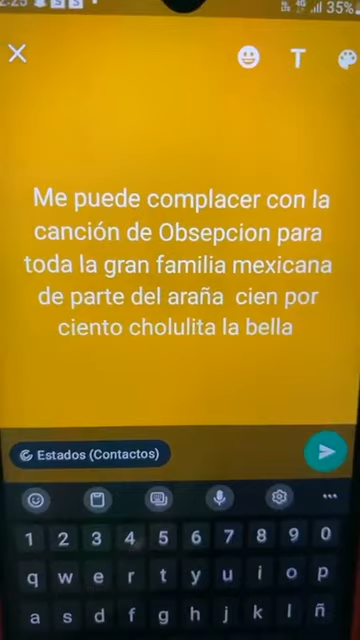 35%
T
Me puede complacer con la
canción de Obsepcion para
toda la gran familia mexicana
de parte del araña cien por
ciento cholulita la bella
Estados (Contactos)
1 2 3 4 5 6 7 8 9 0
q w e r t y u i o p
a s d f g h j k l ñ